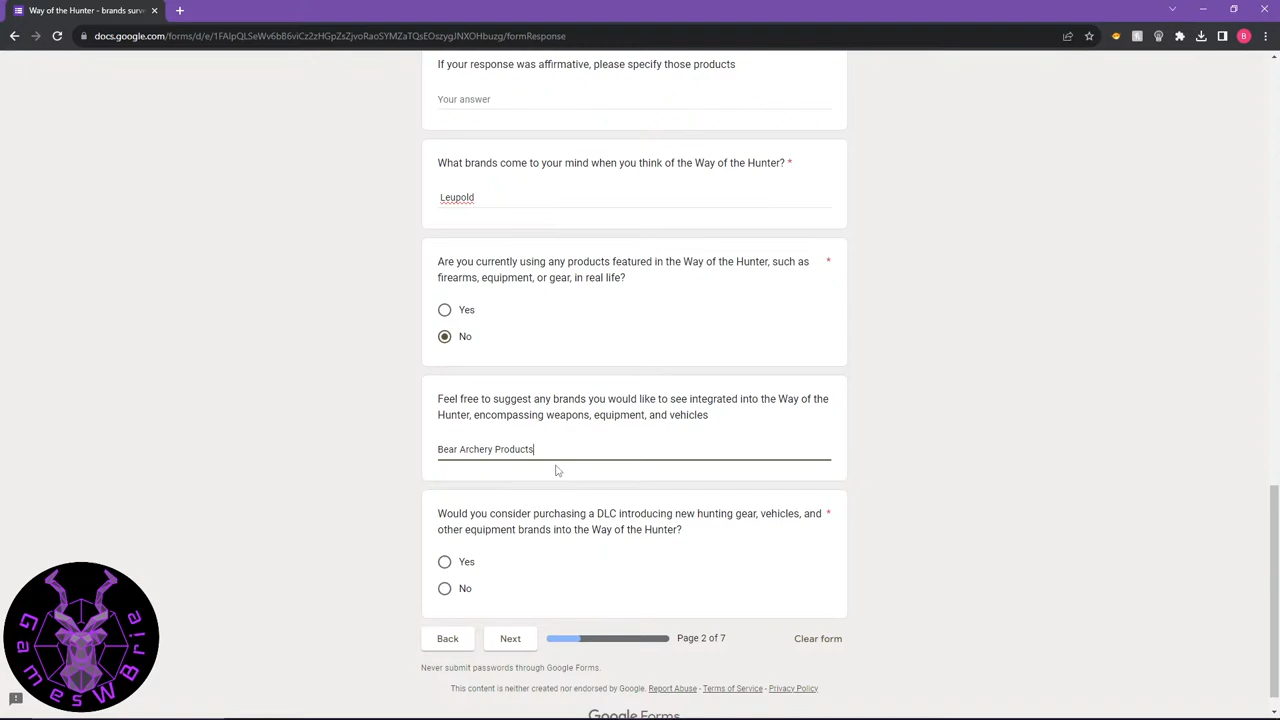 Way of the Hunter - brands surv
docs.google.com/forms/d/e/1FAIpQLSeWv6b86viCz2zHGpZsZjvoRaoSYMZaTQsEOszygJNXOHbuzg/formResponse
B
If your response was affirmative, please specify those products
Your answer
What brands come to your mind when you think of the Way of the Hunter? *
Leupold
Are you currently using any products featured in the Way of the Hunter, such as *
firearms, equipment, or gear, in real life?
Yes
No
Feel free to suggest any brands you would like to see integrated into the Way of the
Hunter, encompassing weapons, equipment, and vehicles
Bear Archery Products
Would you consider purchasing a DLC introducing new hunting gear, vehicles, and *
other equipment brands into the Way of the Hunter?
Yes
No
Back Next Page 2 of 7 Clear form
Never submit passwords through Google Forms.
This content is neither created nor endorsed by Google. Report Abuse - Terms of Service - Privacy Policy
Google Forms
GamesWBria